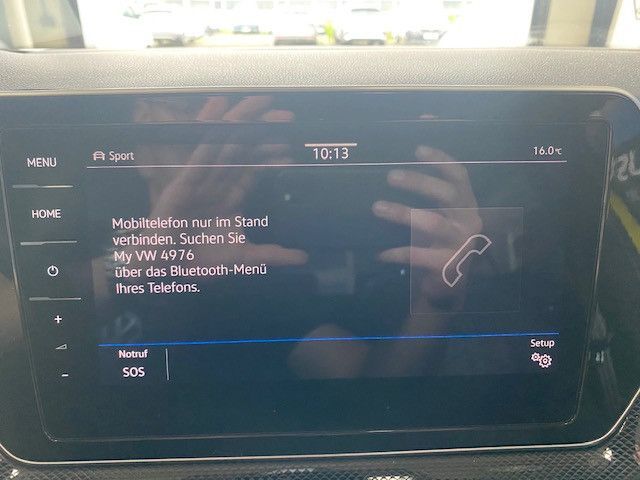 MENU
Sport
10:13
16.0°C
HOME
Mobiltelefon nur im Stand
verbinden. Suchen Sie
My VW 4976
über das Bluetooth-Menü
Ihres Telefons.
+
-
Notruf
SOS
Setup